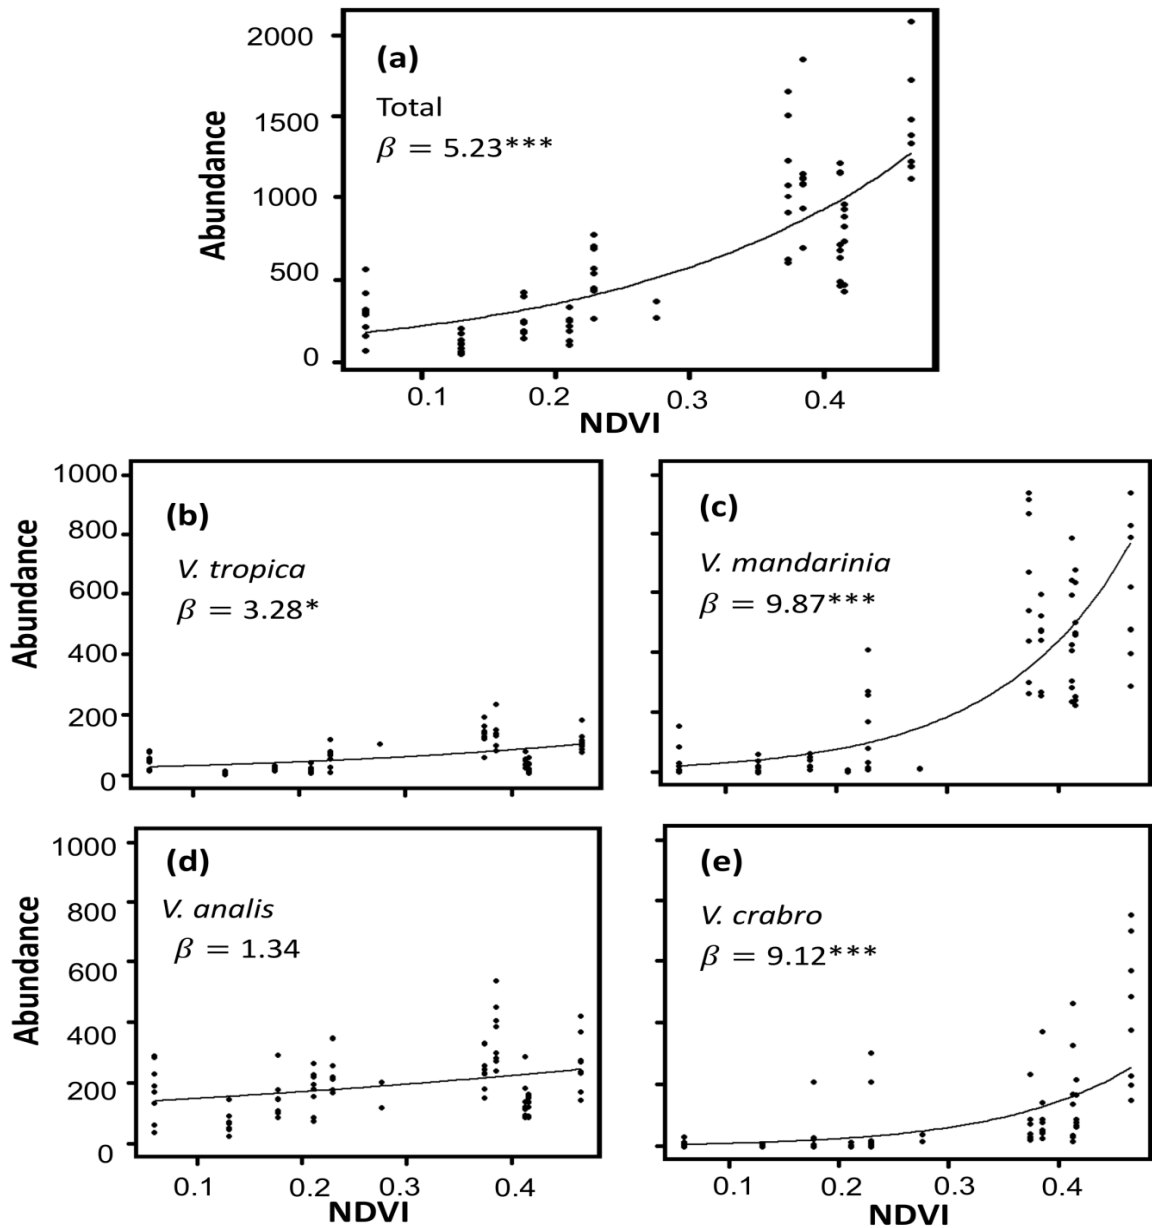 2000
1500
1000
500
0
Abundance
(a)
Total
β = 5.23***
0.1
0.2
0.3
0.4
NDVI
1000
800
600
400
200
0
Abundance
(b)
V. tropica
β = 3.28*
(c)
V. mandarinia
β = 9.87***
1000
800
600
400
200
0
Abundance
(d)
V. analis
β = 1.34
0.1
0.2
0.3
0.4
NDVI
(e)
V. crabro
β = 9.12***
0.1
0.2
0.3
0.4
NDVI